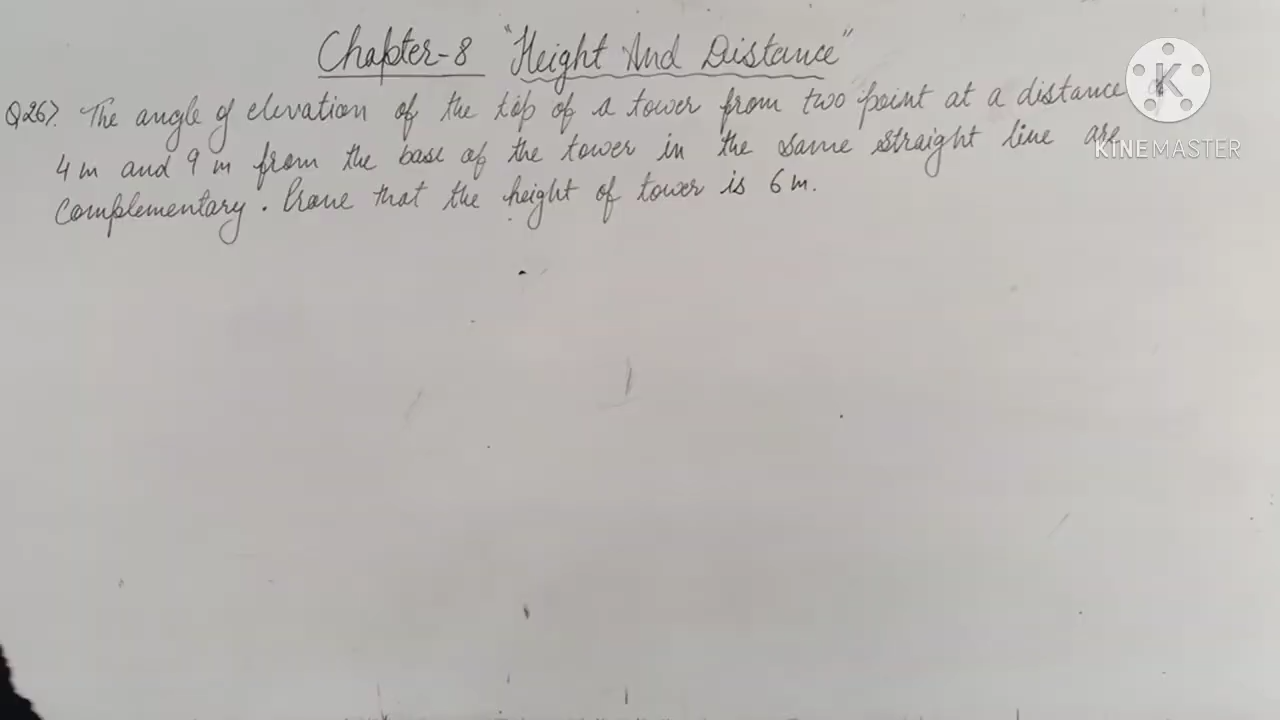 Chapter-8 "Height And Distance"
Q26). The angle of elevation of the top of a tower from two point at a distance
4 m and 9 m from the base of the tower in the same straight line are
complementary. Prove that the height of tower is 6 m.
K
KINEMASTER